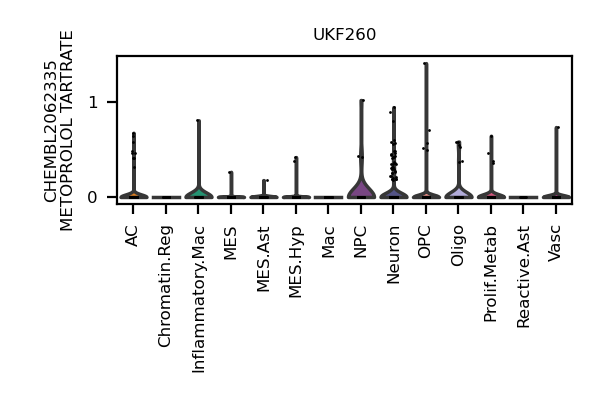 UKF260
CHEMBL2062335
METOPROLOL TARTRATE
1
0
AC
Chromatin.Reg
Inflammatory.Mac
MES
MES.Ast
MES.Hyp
Mac
NPC
Neuron
OPC
Oligo
Prolif.Metab
Reactive.Ast
Vasc